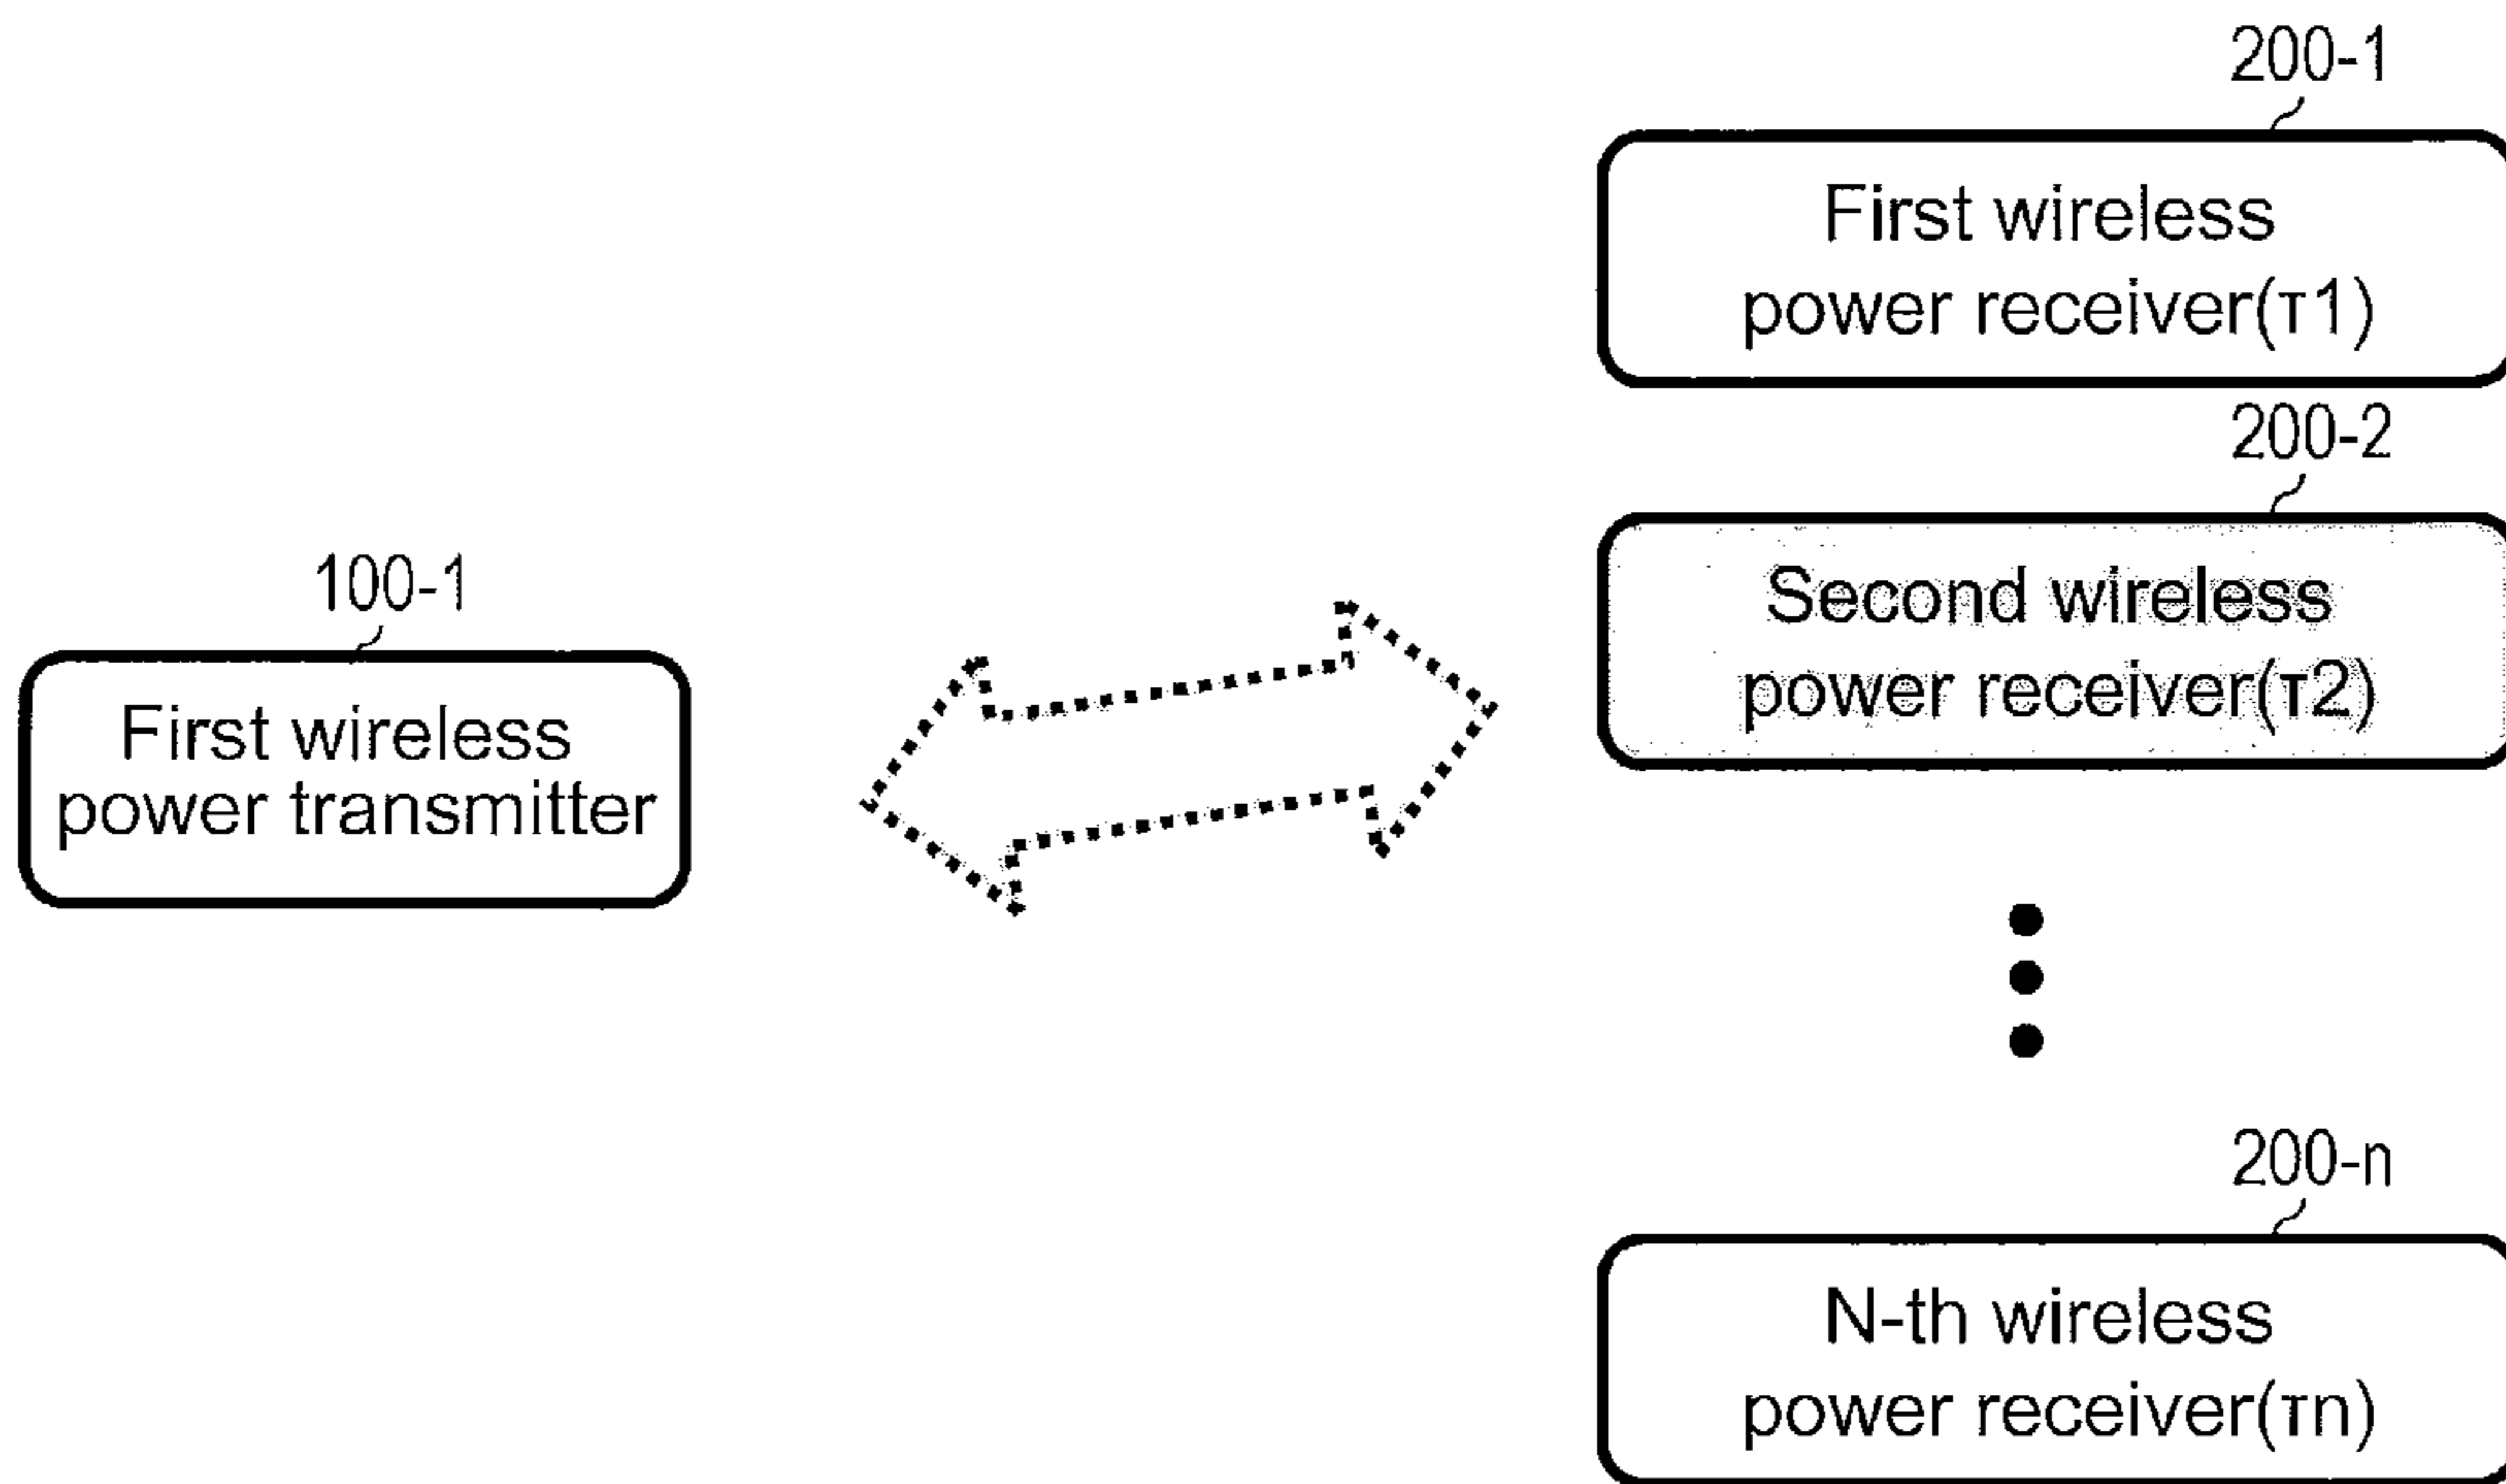 200-1
First wireless
power receiver(τ1)
200-2
Second wireless
power receiver(τ2)
100-1
First wireless
power transmitter
200-n
N-th wireless
power receiver(τn)